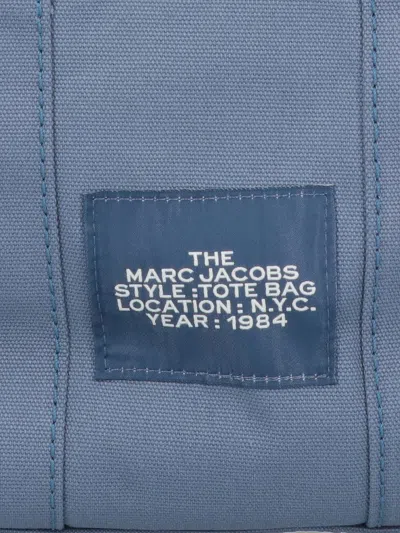 THE
MARC JACOBS
STYLE :TOTE BAG
LOCATION : N.Y.C.
YEAR : 1984